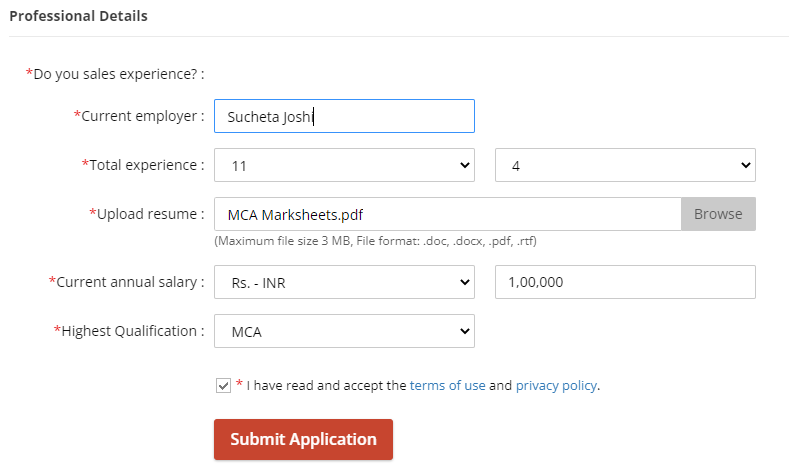 Professional Details
*Do you sales experience? :
*Current employer : Sucheta Joshi
*Total experience : 11 4
*Upload resume : MCA Marksheets.pdf Browse
(Maximum file size 3 MB, File format: .doc, .docx, .pdf, .rtf)
*Current annual salary : Rs. - INR 1,00,000
*Highest Qualification : MCA
* I have read and accept the terms of use and privacy policy.
Submit Application